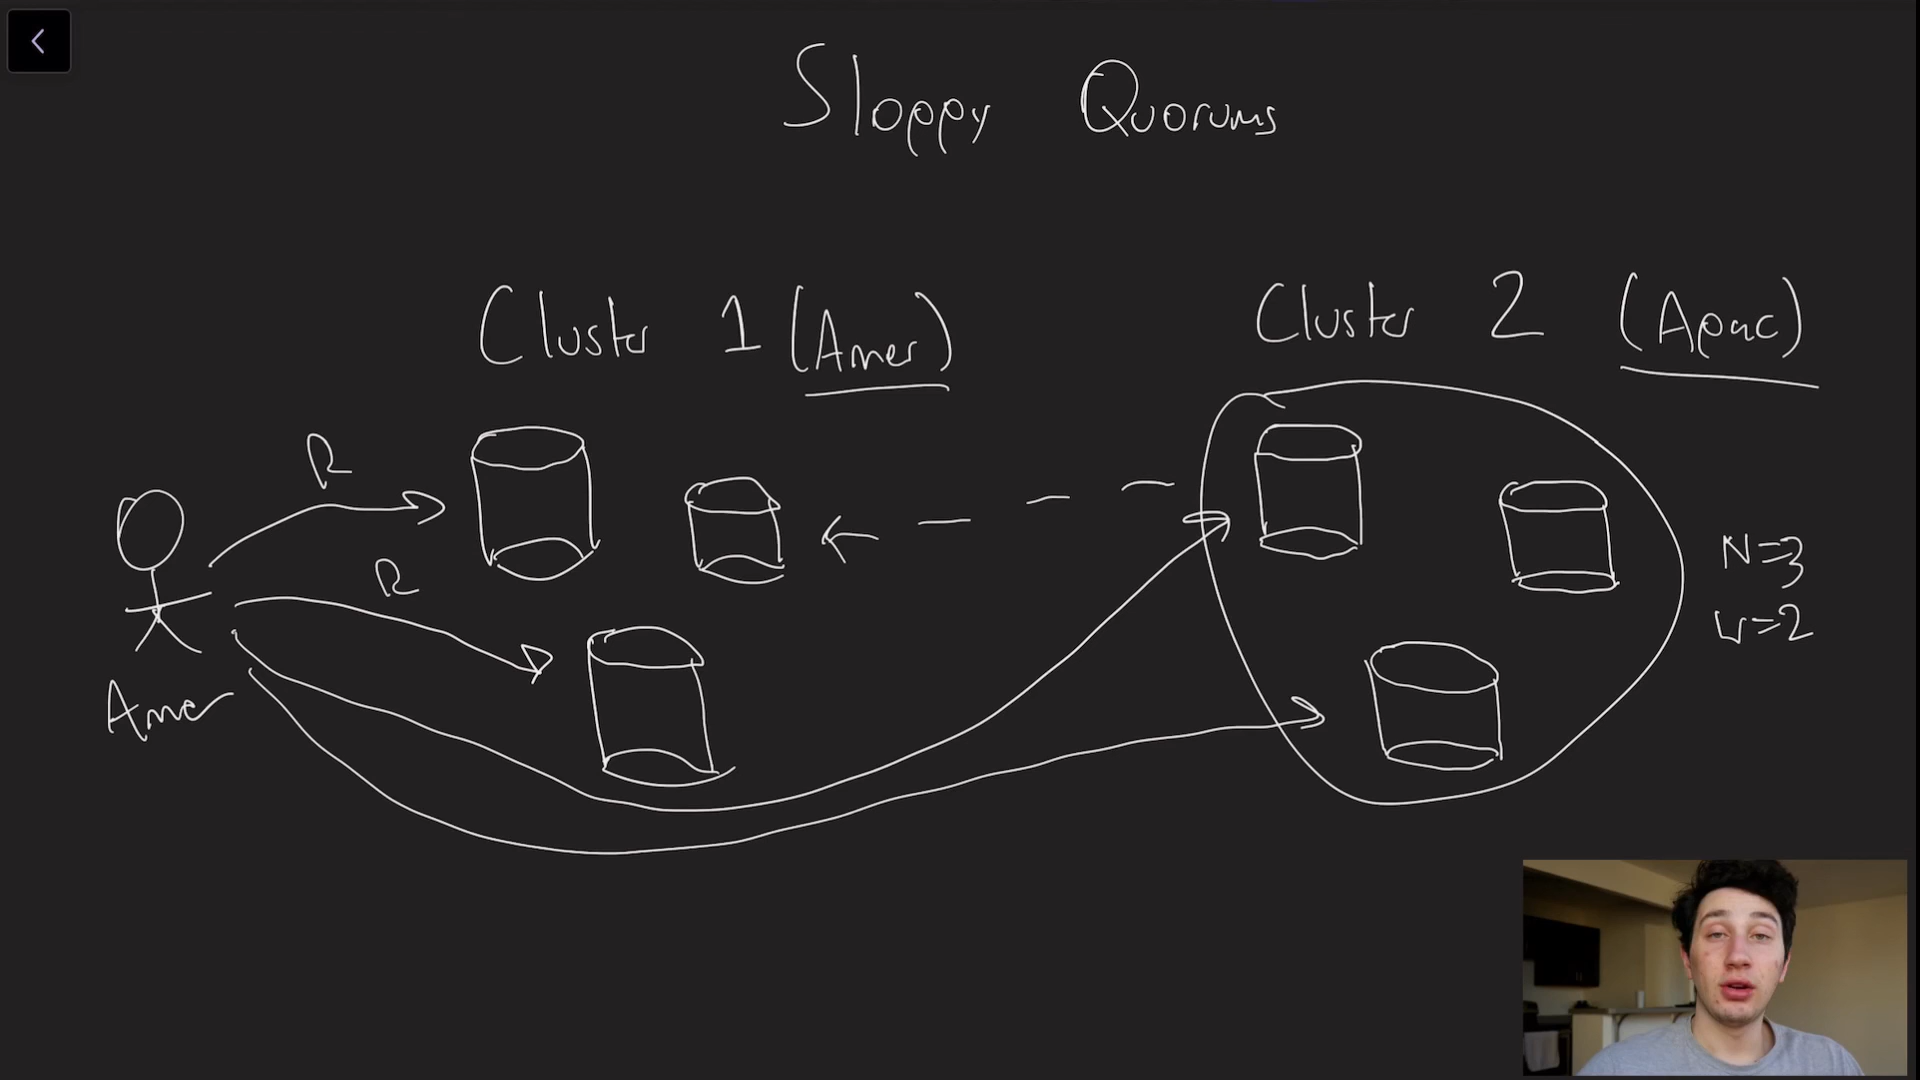 Sloppy Quorums
Cluster 1 (Amer)
Cluster 2 (Apac)
R
R
Amer
N=3
W=2